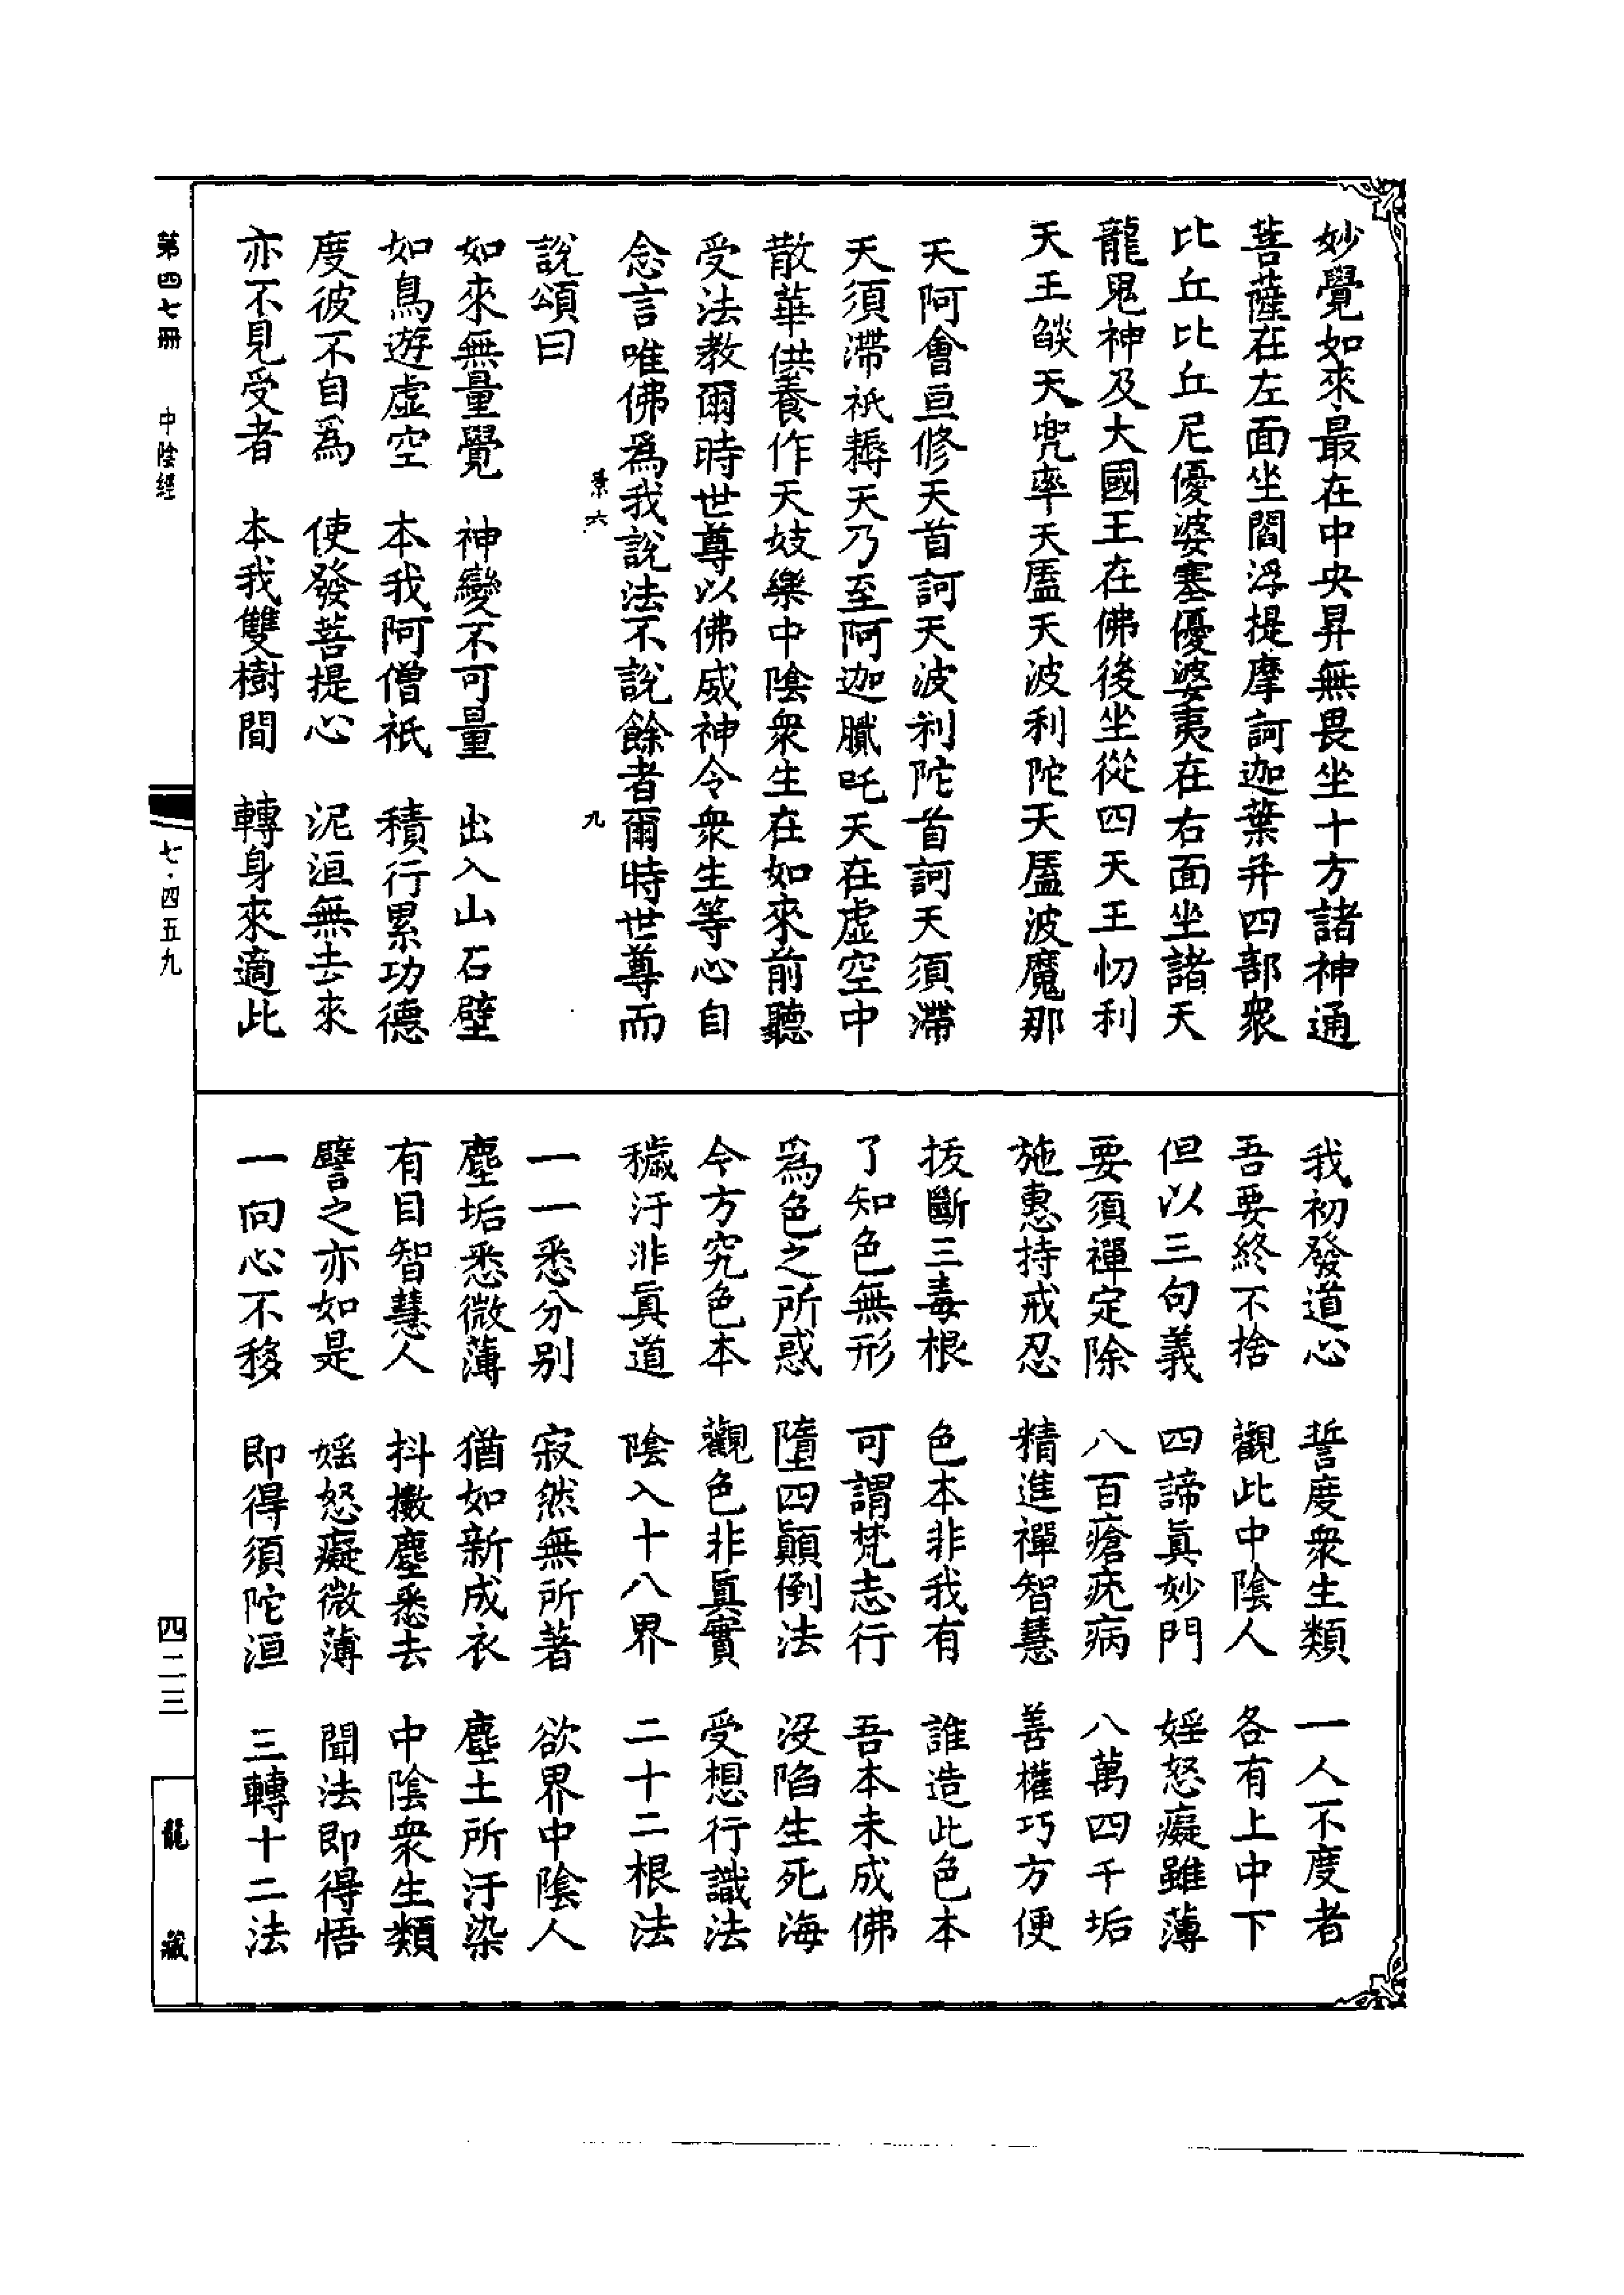 妙覺如來最在中央昇無畏坐十方諸神通
菩薩在左面坐閻浮提摩訶迦葉并四部衆
比丘比丘尼優婆塞優婆夷在右面坐諸天
龍鬼神及大國王在佛後坐從四天王忉利
天王燄天兜率天𢈔天波利陀天𢈔波魔那
天阿會亘修天首訶天波利陀首訶天須滯
天須滯祇耨天乃至阿迦膩吒天在虛空中
散華供養作天妓樂中陰衆生在如來前聽
受法教爾時世尊以佛威神令衆生等心自
念言唯佛爲我說法不說餘者爾時世尊而
景六 九
說頌曰
如來無量覺 神變不可量 出入山石壁
如鳥遊虛空 本我阿僧祇 積行累功德
度彼不自爲 使發菩提心 泥洹無去來
亦不見受者 本我雙樹間 轉身來適此
我初發道心 誓度衆生類 一人不度者
吾要終不捨 觀此中陰人 各有上中下
但以三句義 四諦眞妙門 婬怒癡雖薄
要須禪定除 八百瘡疣病 八萬四千垢
施惠持戒忍 精進禪智慧 善權巧方便
拔斷三毒根 色本非我有 誰造此色本
了知色無形 可謂梵志行 吾本未成佛
爲色之所惑 墮四顚倒法 沒陷生死海
今方究色本 觀色非眞實 受想行識法
穢汙非眞道 陰入十八界 二十二根法
一一悉分別 寂然無所著 欲界中陰人
塵垢悉微薄 猶如新成衣 塵土所汙染
有目智慧人 抖擻塵悉去 中陰衆生類
譬之亦如是 婬怒癡微薄 聞法即得悟
一向心不移 即得須陀洹 三轉十二法
第四七冊 中陰經
七·四五九
四二三
龍藏